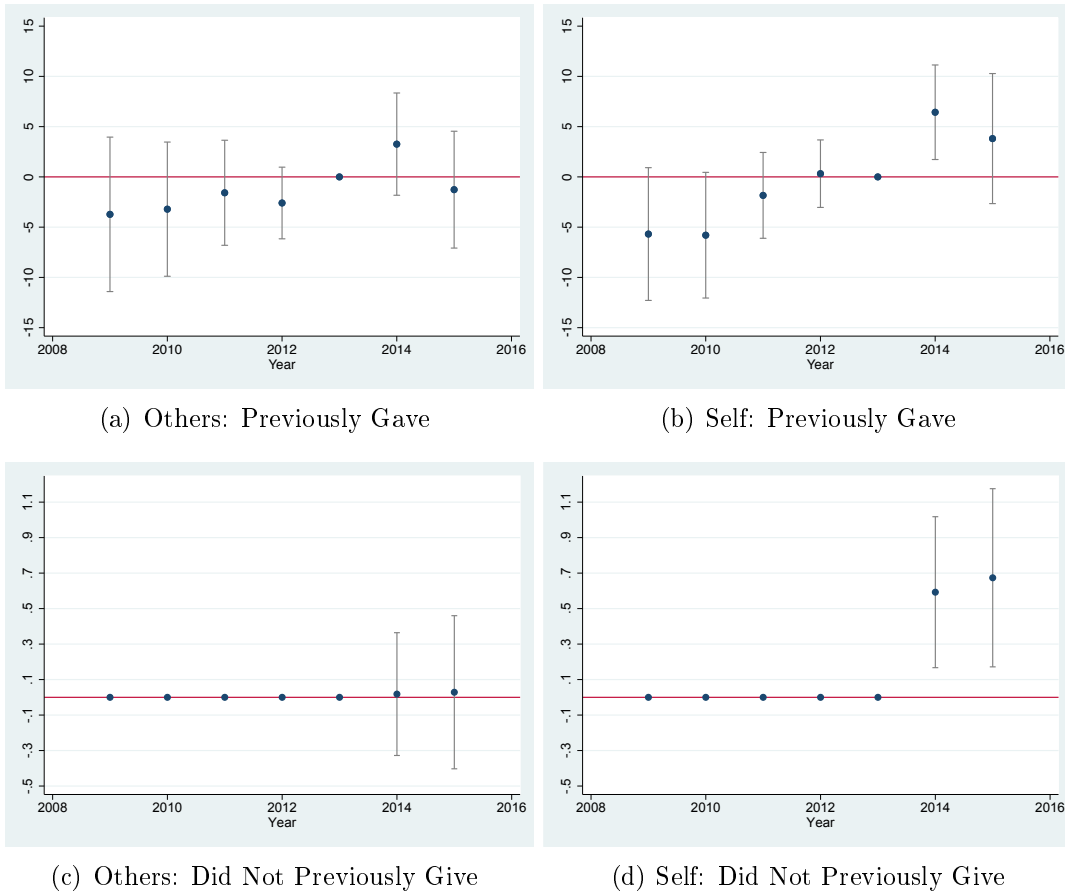 15
10
5
0
-5
-10
-15
2008 2010 2012 2014 2016
Year
(a) Others: Previously Gave
15
10
5
0
-5
-10
-15
2008 2010 2012 2014 2016
Year
(b) Self: Previously Gave
1.1
.9
.7
.5
.3
.1
-.1
-.3
-.5
2008 2010 2012 2014 2016
Year
(c) Others: Did Not Previously Give
1.1
.9
.7
.5
.3
.1
-.1
-.3
-.5
2008 2010 2012 2014 2016
Year
(d) Self: Did Not Previously Give